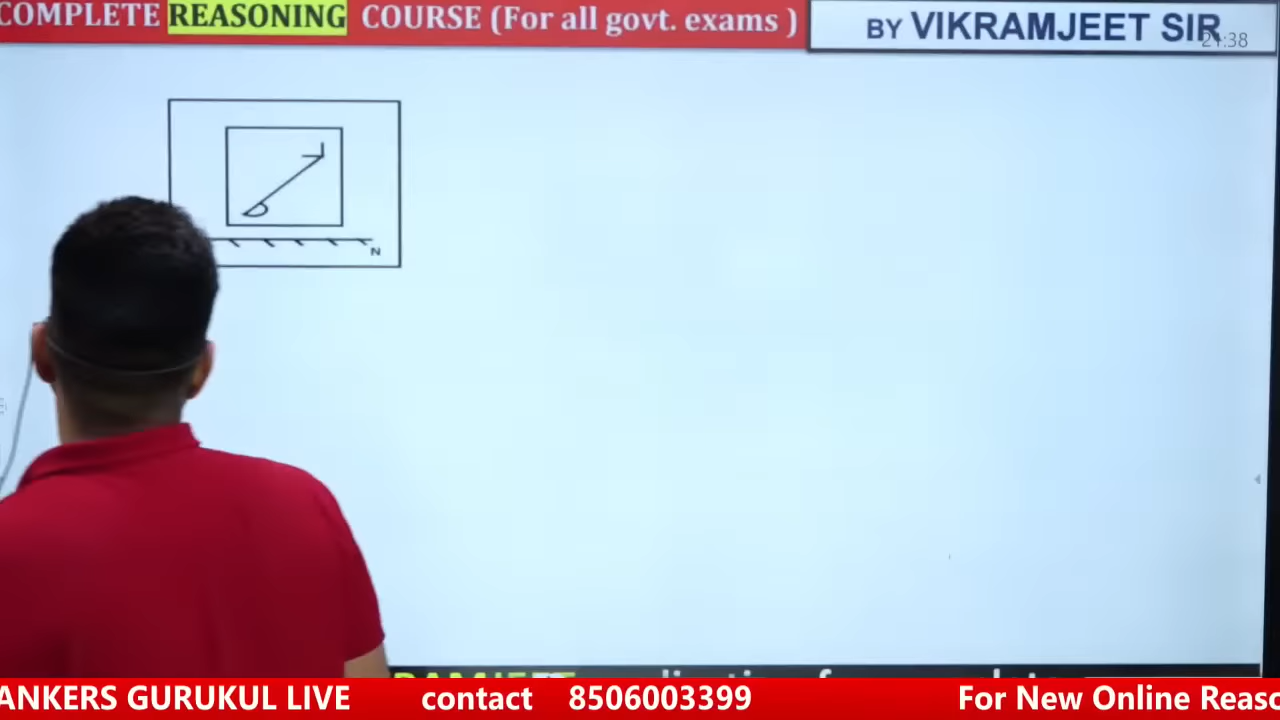 COMPLETE REASONING COURSE (For all govt. exams )
BY VIKRAMJEET SIR
21:38
N
ANKERS GURUKUL LIVE contact 8506003399 For New Online Reaso